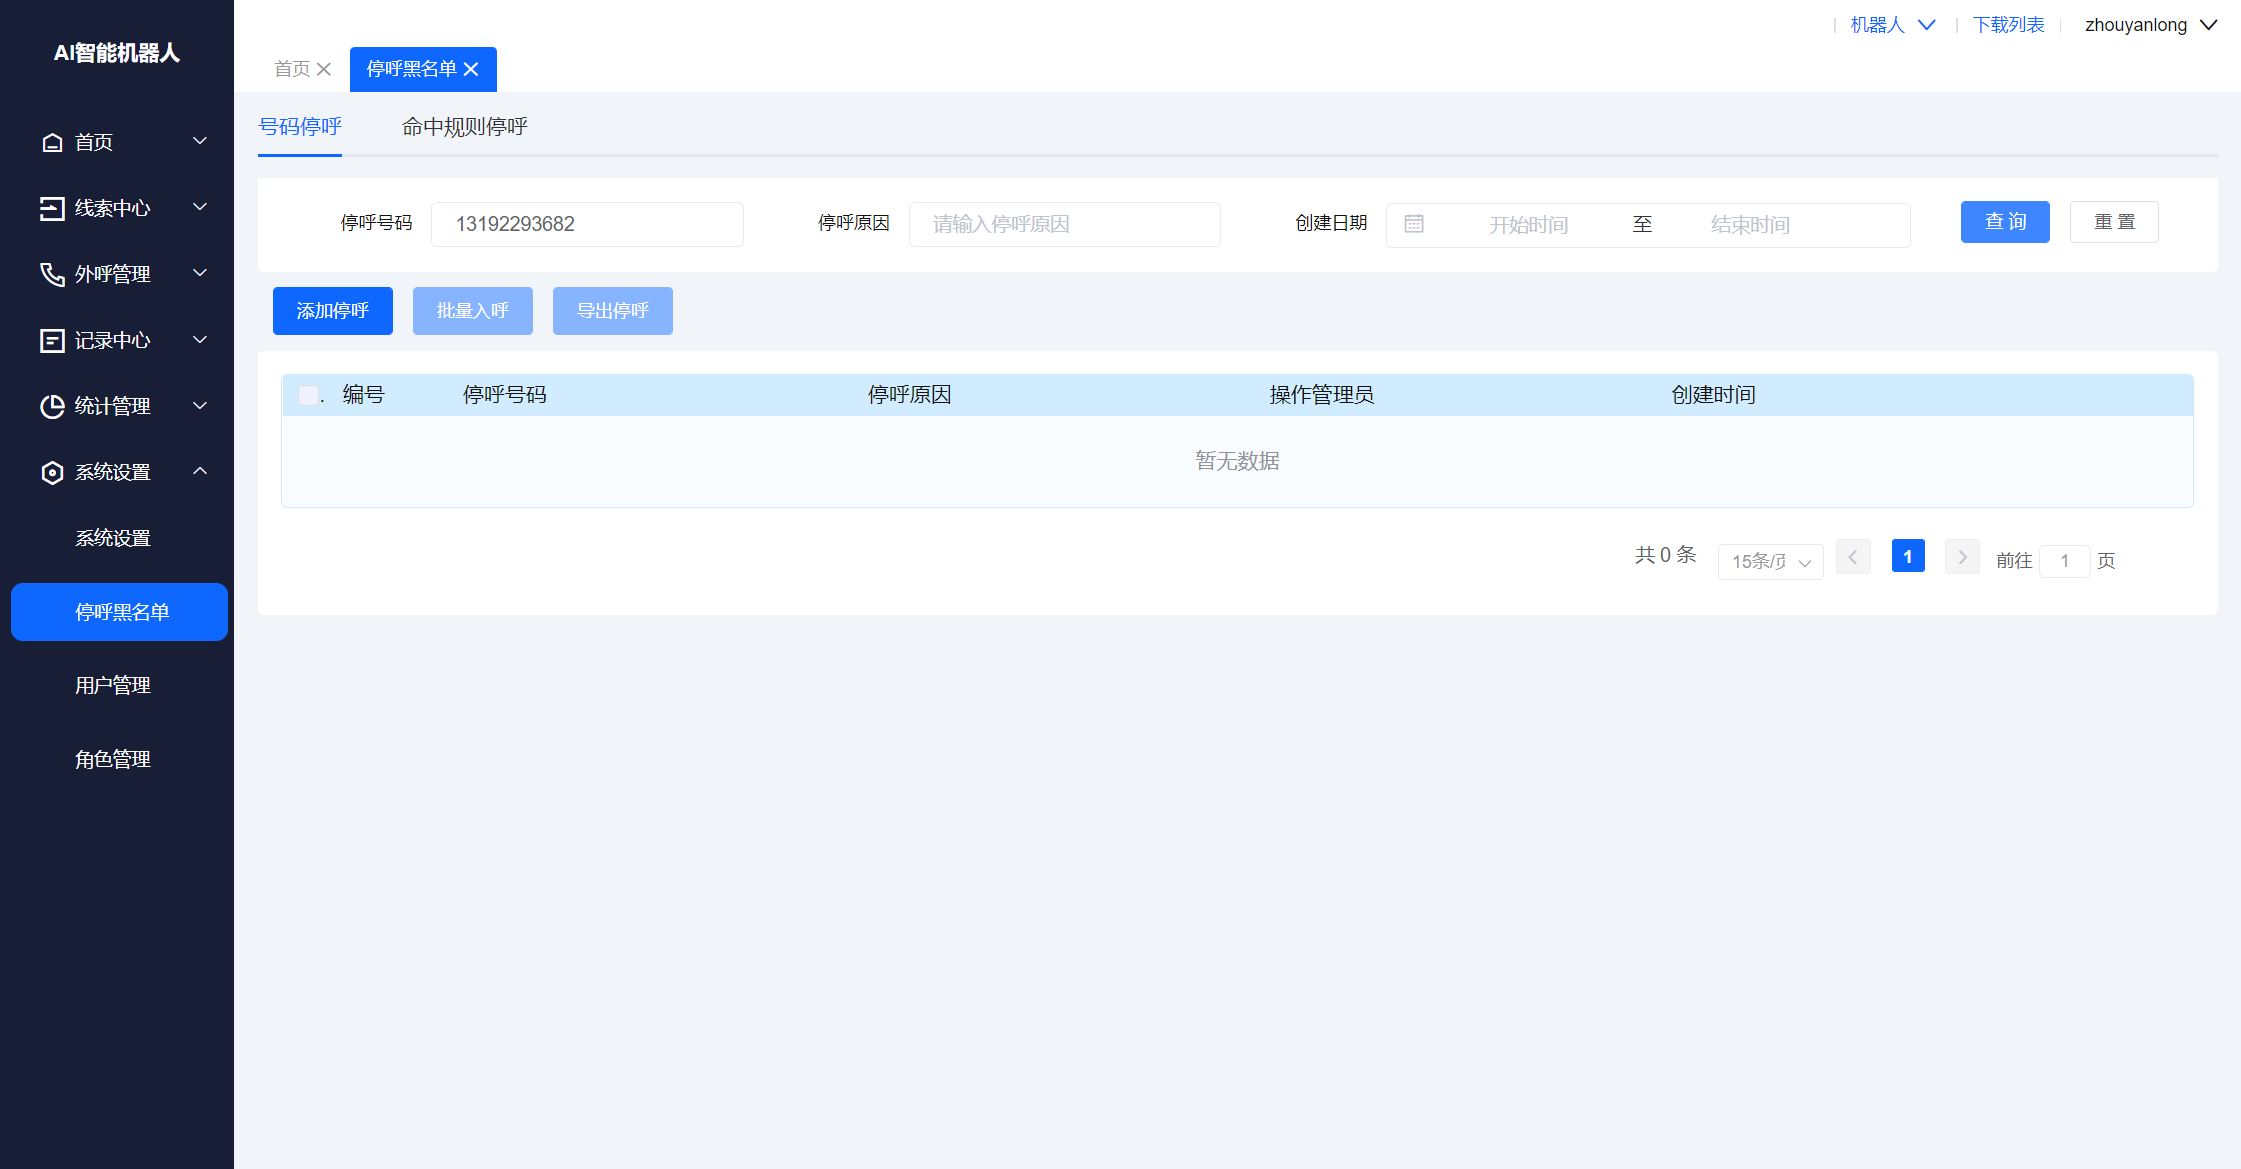 AI智能机器人
机器人
下载列表
zhouyanlong
首页
停呼黑名单
首页
线索中心
外呼管理
记录中心
统计管理
系统设置
系统设置
停呼黑名单
用户管理
角色管理
号码停呼
命中规则停呼
停呼号码
13192293682
停呼原因
请输入停呼原因
创建日期
开始时间
至
结束时间
查询
重置
添加停呼
批量入呼
导出停呼
编号
停呼号码
停呼原因
操作管理员
创建时间
暂无数据
共 0 条
15条/页
1
前往
1
页